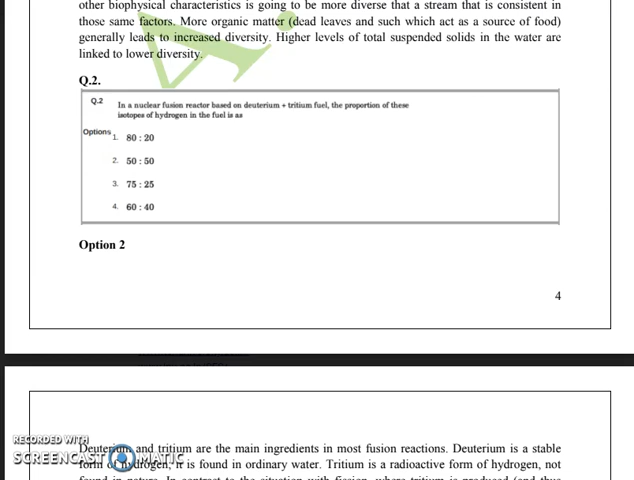 other biophysical characteristics is going to be more diverse that a stream that is consistent in
those same factors. More organic matter (dead leaves and such which act as a source of food)
generally leads to increased diversity. Higher levels of total suspended solids in the water are
linked to lower diversity.
Q.2.
Q.2 In a nuclear fusion reactor based on deuterium + tritium fuel, the proportion of these
isotopes of hydrogen in the fuel is as
Options
1. 80 : 20
2. 50 : 50
3. 75 : 25
4. 60 : 40
Option 2
4
Deuterium and tritium are the main ingredients in most fusion reactions. Deuterium is a stable
form of hydrogen; it is found in ordinary water. Tritium is a radioactive form of hydrogen, not
RECORDED WITH
SCREENCAST MATIC